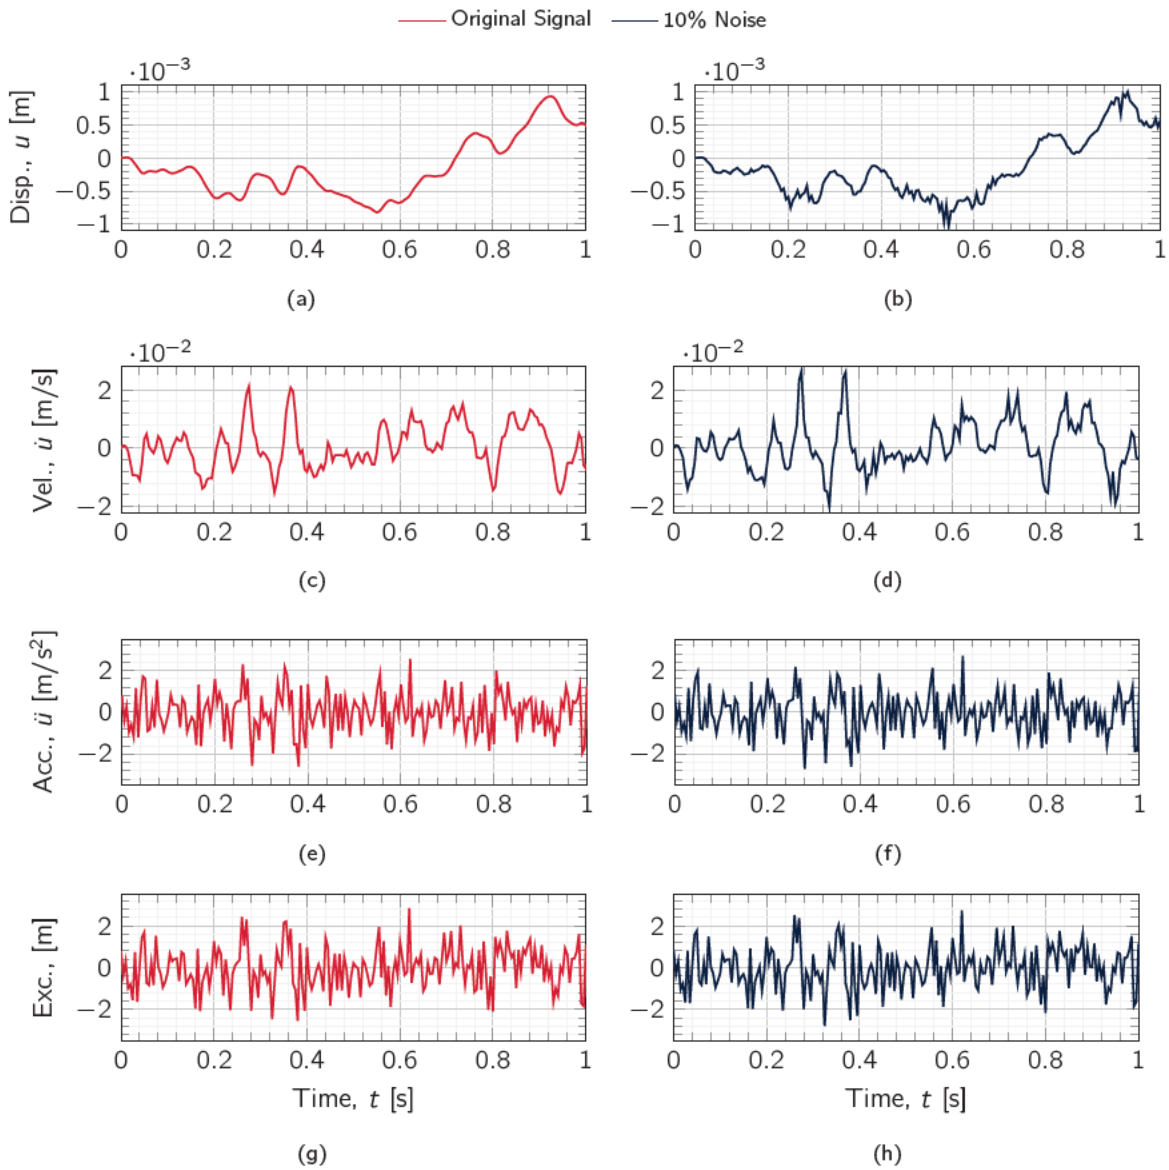 Original Signal 10% Noise
·10⁻³ ·10⁻³
Disp., u [m]
1 0.5 0 −0.5 −1
1 0.5 0 −0.5 −1
0 0.2 0.4 0.6 0.8 1 0 0.2 0.4 0.6 0.8 1
(a) (b)
·10⁻² ·10⁻²
Vel., u̇ [m/s]
2 0 −2
2 0 −2
0 0.2 0.4 0.6 0.8 1 0 0.2 0.4 0.6 0.8 1
(c) (d)
Acc., ü [m/s²]
2 0 −2
2 0 −2
0 0.2 0.4 0.6 0.8 1 0 0.2 0.4 0.6 0.8 1
(e) (f)
Exc., [m]
2 0 −2
2 0 −2
0 0.2 0.4 0.6 0.8 1 0 0.2 0.4 0.6 0.8 1
Time, t [s] Time, t [s]
(g) (h)